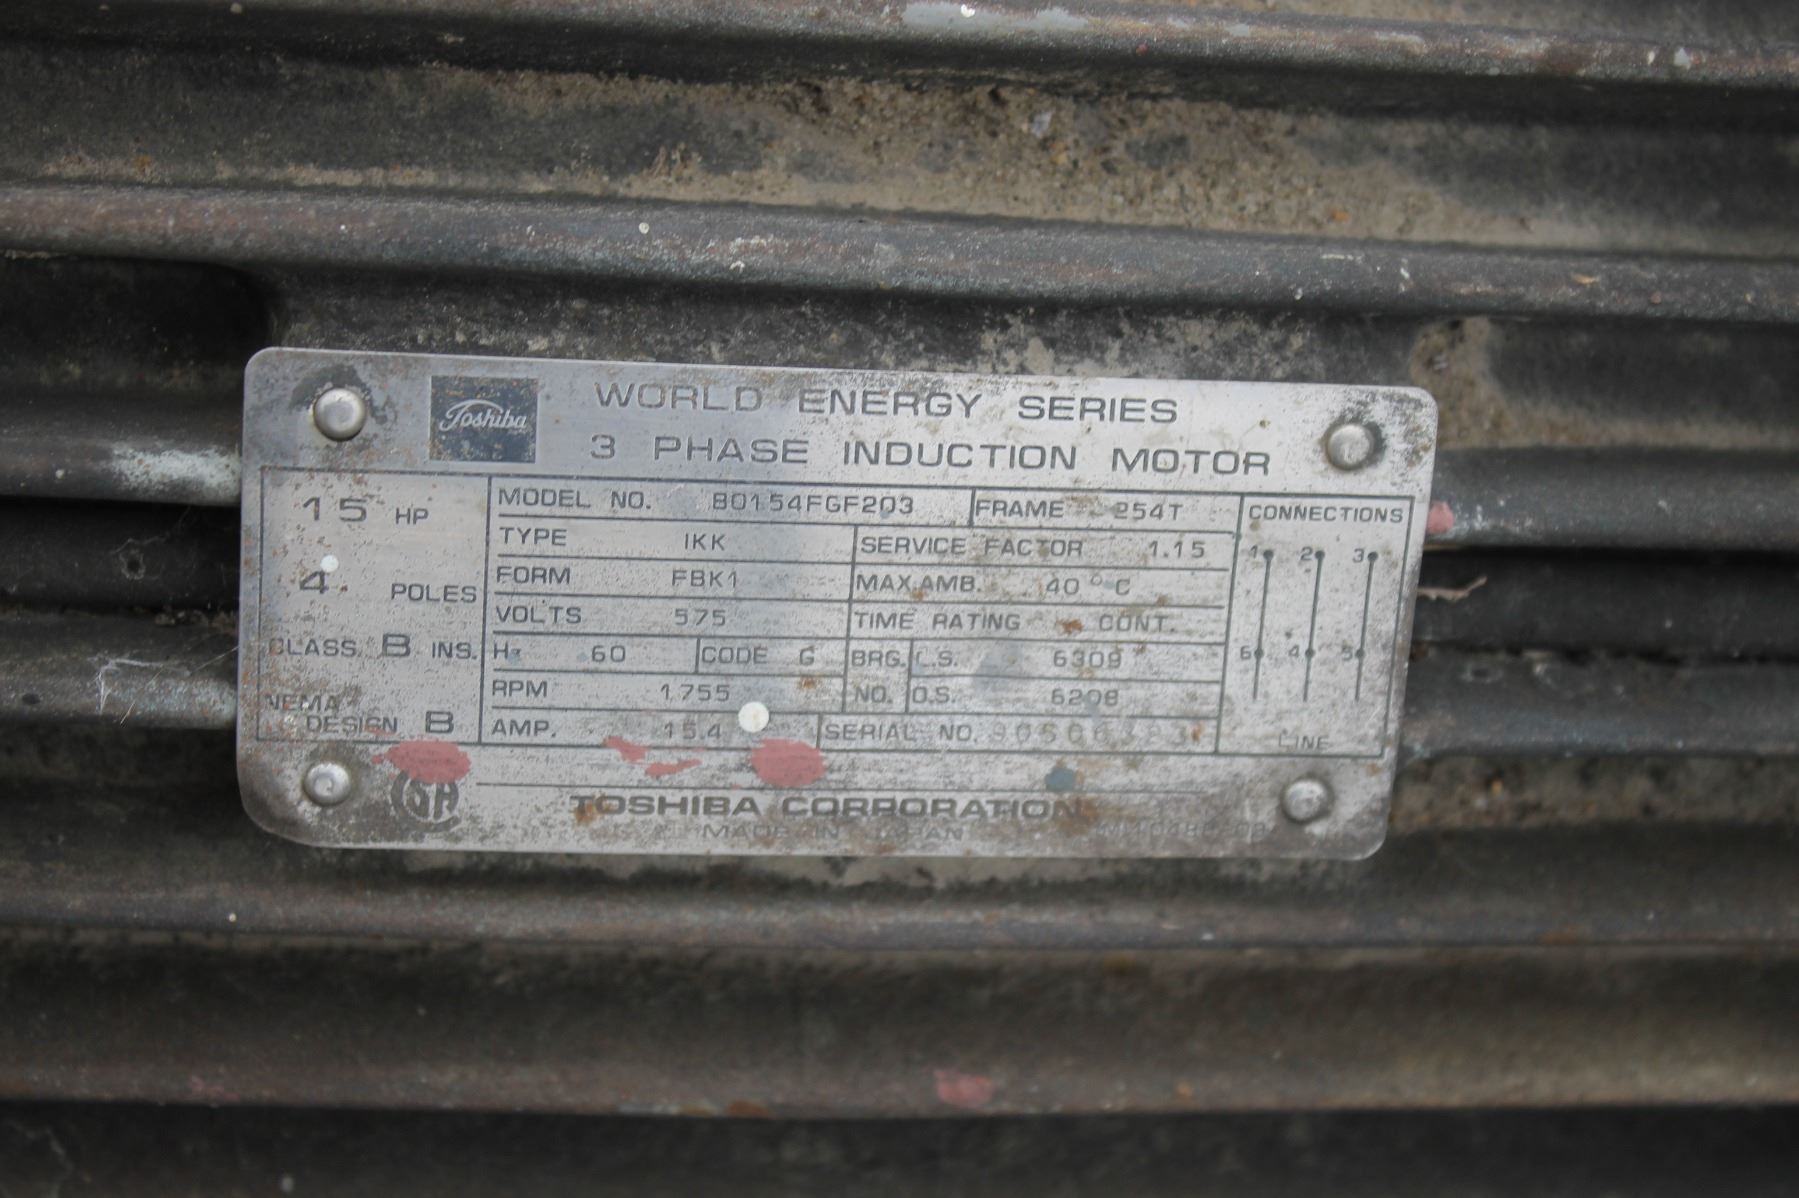 Toshiba
WORLD ENERGY SERIES
3 PHASE INDUCTION MOTOR
15 HP
4 POLES
CLASS B INS.
NEMA
DESIGN B
MODEL NO. B0154FGF203
FRAME 254T
TYPE IKK
SERVICE FACTOR 1.15
FORM FBK1
MAX. AMB. 40°C
VOLTS 575
TIME RATING CONT.
Hz 60 CODE G
BRG. L.S. 6309
RPM 1755
NO. O.S. 6208
AMP. 15.4
SERIAL NO.
CONNECTIONS
1 2 3
6 4 5
LINE
TOSHIBA CORPORATION
MADE IN JAPAN